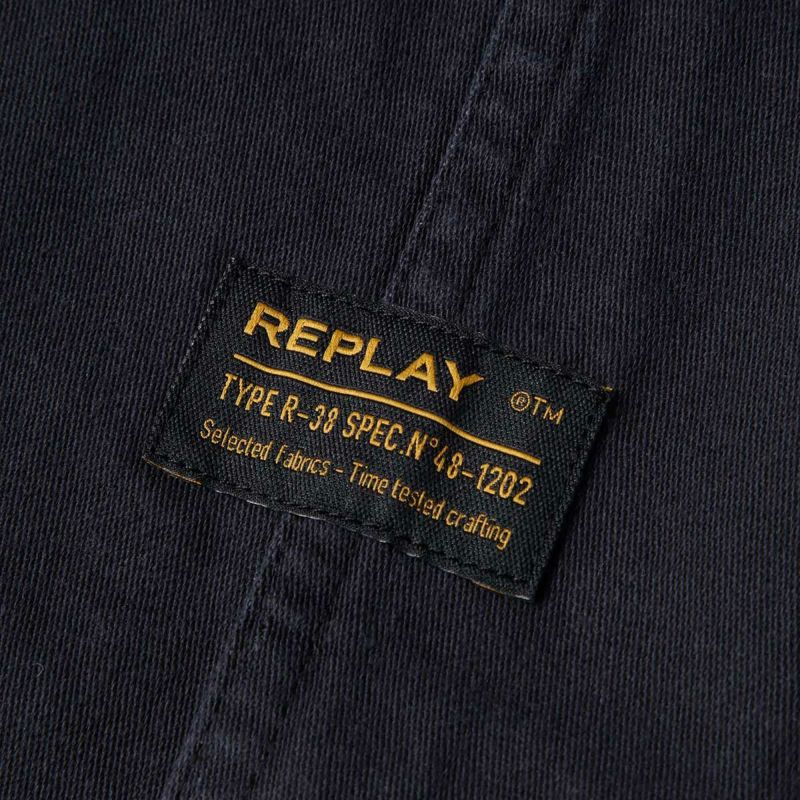 REPLAY ®™
TYPE R-38 SPEC.N°48-1202
Selected fabrics - Time tested crafting